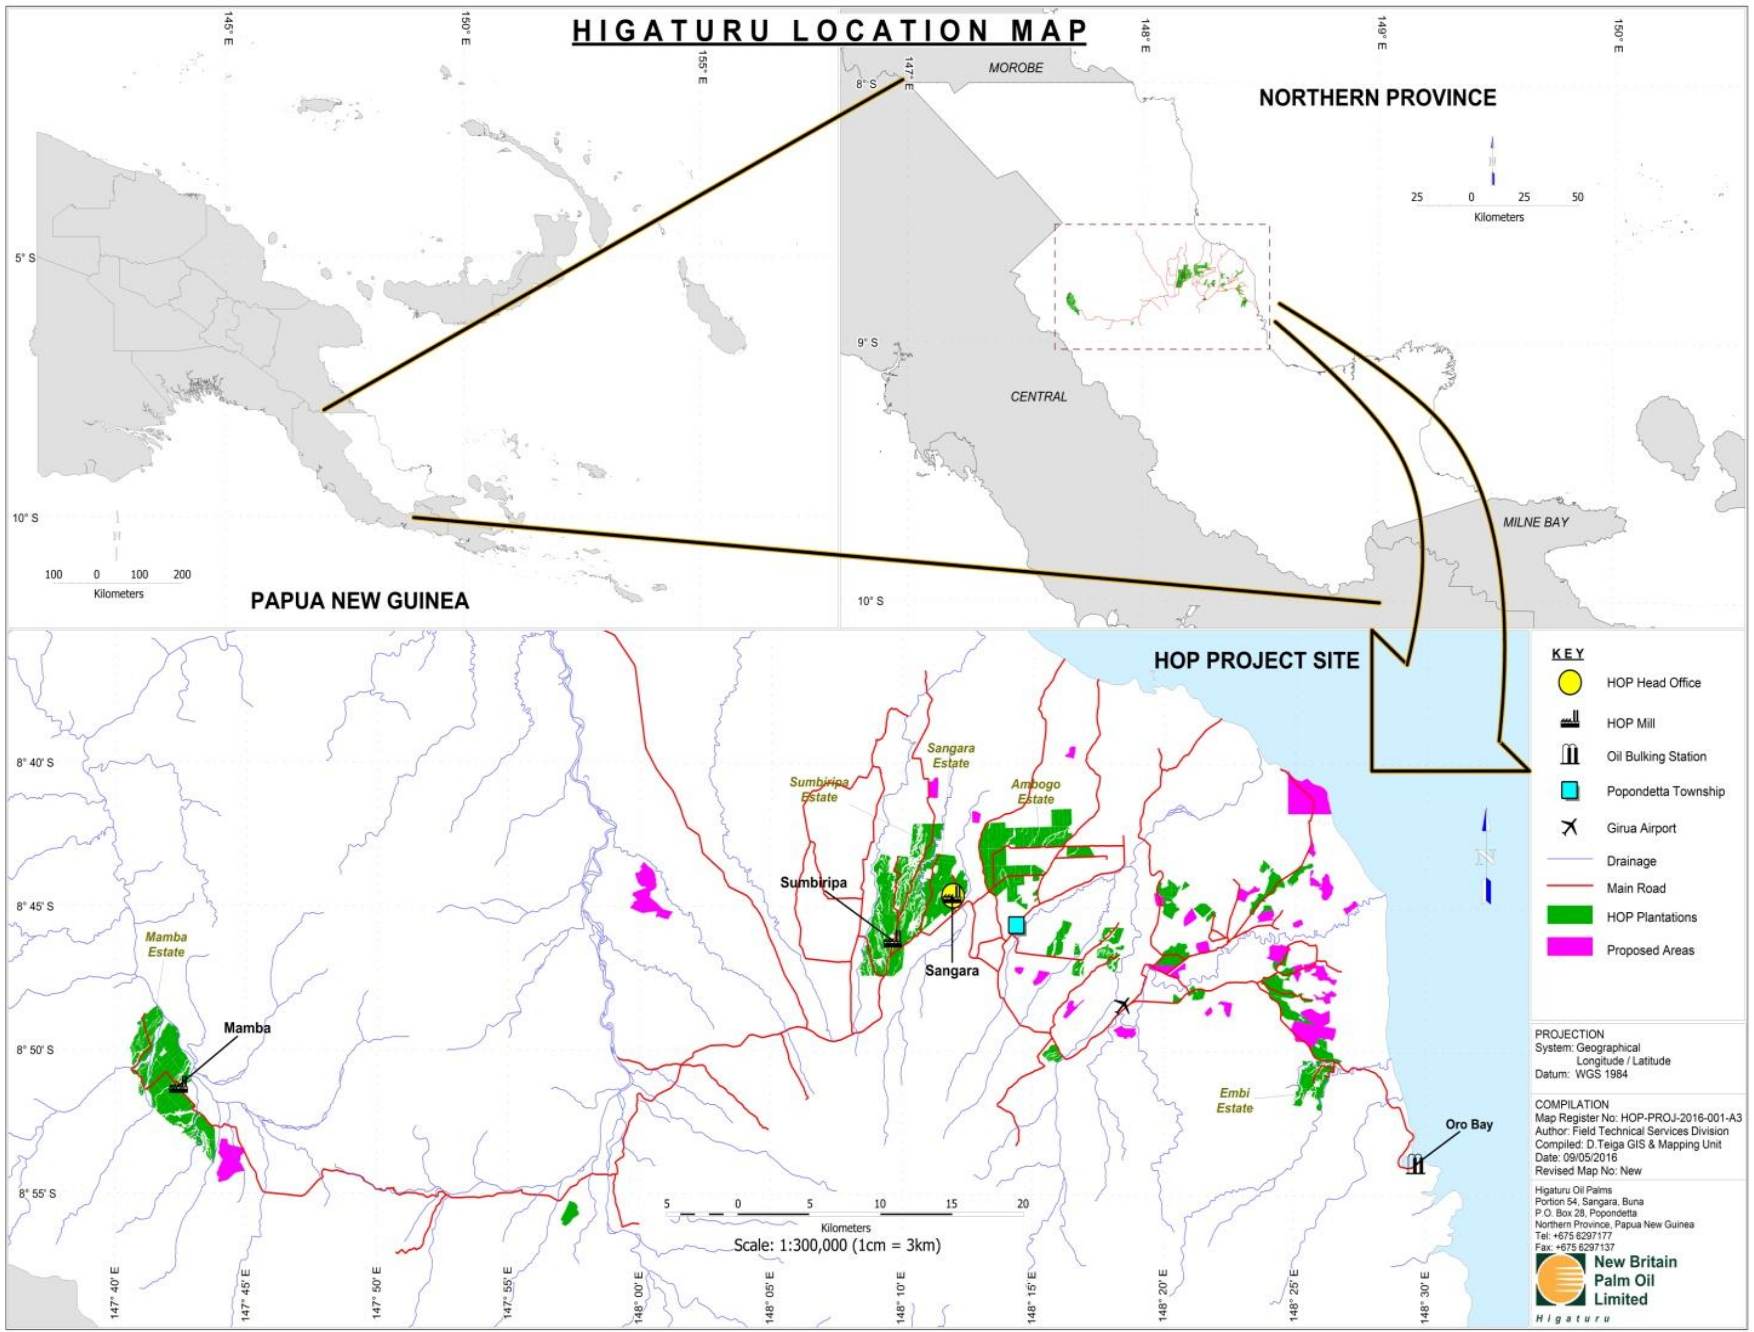 HIGATURU LOCATION MAP
145° E
150° E
155° E
5° S
10° S
100 0 100 200
Kilometers
PAPUA NEW GUINEA
147° E
148° E
149° E
150° E
8° S
9° S
10° S
MOROBE
NORTHERN PROVINCE
25 0 25 50
Kilometers
CENTRAL
MILNE BAY
HOP PROJECT SITE
8° 40' S
8° 45' S
8° 50' S
8° 55' S
Sangara
Estate
Sumbiripa
Estate
Ambogo
Estate
Sumbiripa
Sangara
Mamba
Estate
Mamba
Embi
Estate
Oro Bay
N
5 0 5 10 15 20
Kilometers
Scale: 1:300,000 (1cm = 3km)
147° 40' E
147° 45' E
147° 50' E
147° 55' E
148° 00' E
148° 05' E
148° 10' E
148° 15' E
148° 20' E
148° 25' E
148° 30' E
KEY
HOP Head Office
HOP Mill
Oil Bulking Station
Popondetta Township
Girua Airport
Drainage
Main Road
HOP Plantations
Proposed Areas
PROJECTION
System: Geographical
Longitude / Latitude
Datum: WGS 1984
COMPILATION
Map Register No: HOP-PROJ-2016-001-A3
Author: Field Technical Services Division
Compiled: D.Teiga GIS & Mapping Unit
Date: 09/05/2016
Revised Map No: New
Higaturu Oil Palms
Portion 54, Sangara, Buna
P.O. Box 28, Popondetta
Northern Province, Papua New Guinea
Tel: +675 6297177
Fax: +675 6297137
New Britain
Palm Oil
Limited
Higaturu